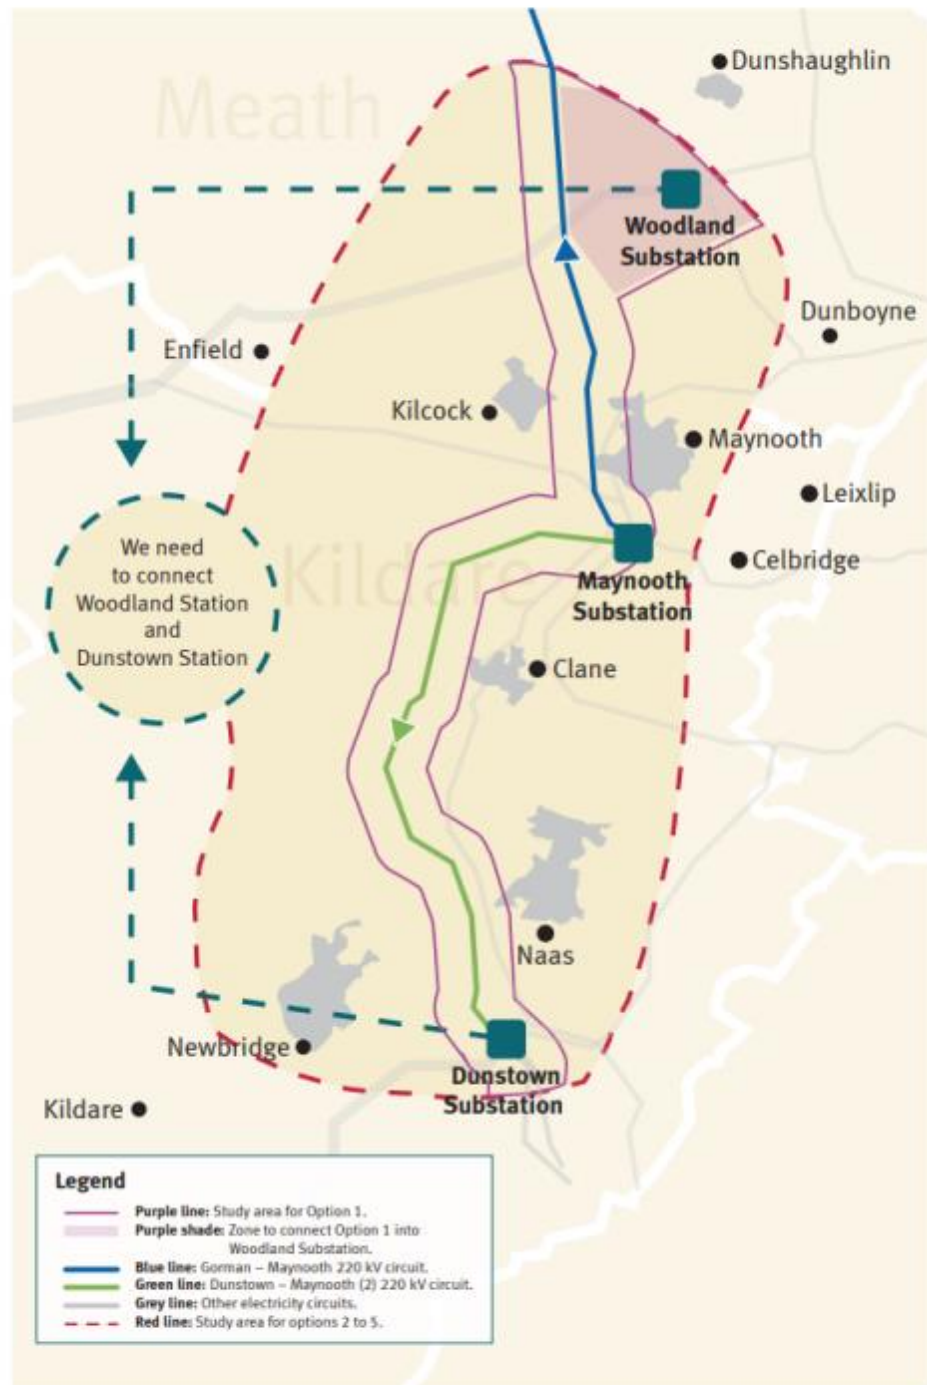 Dunshaughlin
Meath
Woodland
Substation
Dunboyne
Enfield
Kilcock
Maynooth
Leixlip
We need
to connect
Woodland Station
and
Dunstown Station
Kildare
Celbridge
Maynooth
Substation
Clane
Naas
Newbridge
Dunstown
Substation
Kildare
Legend
Purple line: Study area for Option 1.
Purple shade: Zone to connect Option 1 into
Woodland Substation.
Blue line: Gorman – Maynooth 220 kV circuit.
Green line: Dunstown – Maynooth (2) 220 kV circuit.
Grey line: Other electricity circuits.
Red line: Study area for options 2 to 5.